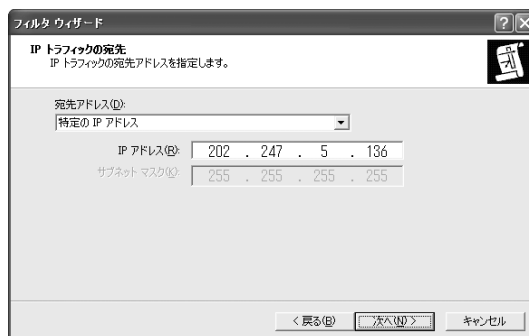 フィルタ ウィザード
IP トラフィックの宛先
IP トラフィックの宛先アドレスを指定します。
宛先アドレス(D):
特定の IP アドレス
IP アドレス(R): 202 . 247 . 5 . 136
サブネット マスク(K): 255 . 255 . 255 . 255
< 戻る(B) 次へ(N) > キャンセル